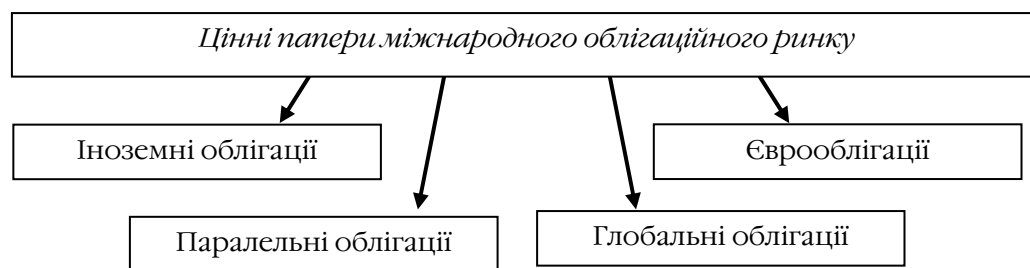 Цінні папери міжнародного облігаційного ринку
Іноземні облігації
Єврооблігації
Паралельні облігації
Глобальні облігації